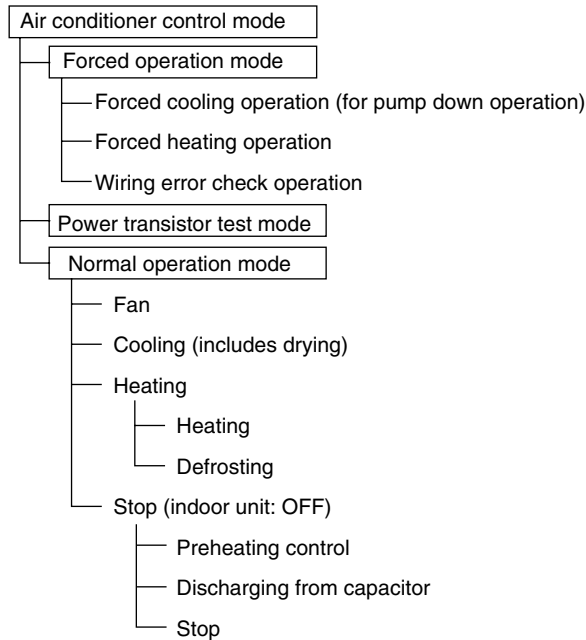 Air conditioner control mode
Forced operation mode
Forced cooling operation (for pump down operation)
Forced heating operation
Wiring error check operation
Power transistor test mode
Normal operation mode
Fan
Cooling (includes drying)
Heating
Heating
Defrosting
Stop (indoor unit: OFF)
Preheating control
Discharging from capacitor
Stop